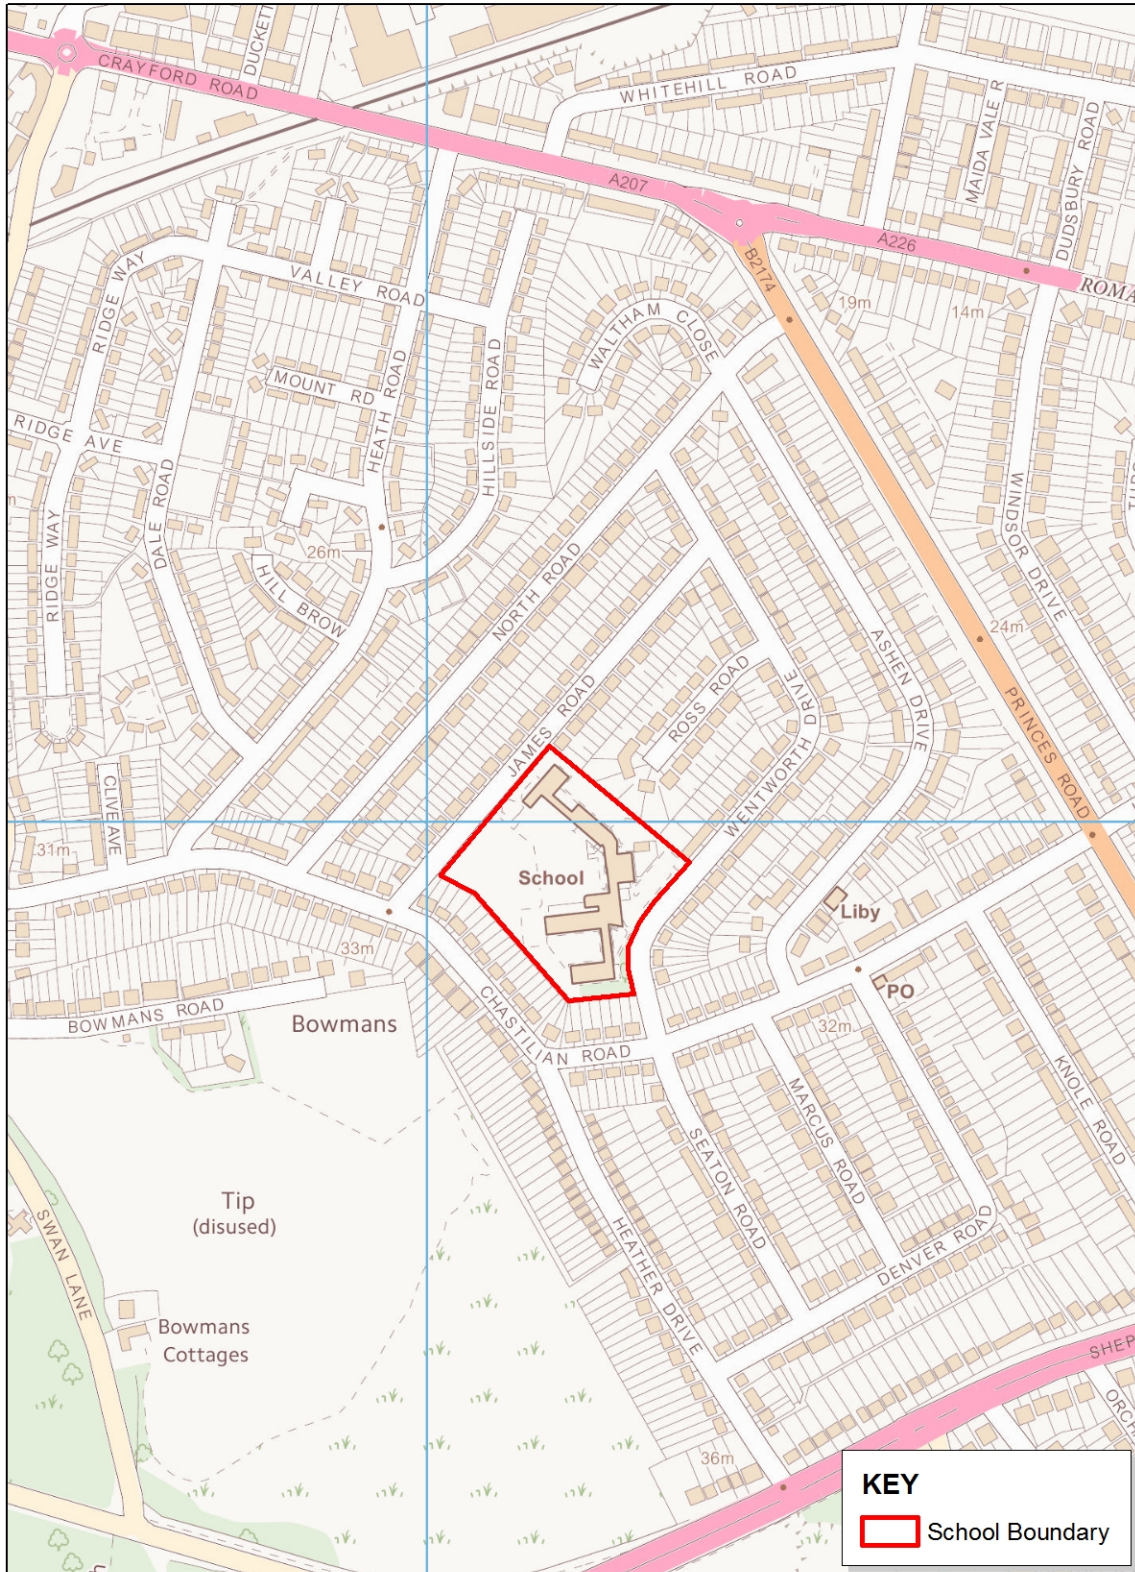 CRAYFORD ROAD
DUCKET
WHITEHILL ROAD
MAIDA VALE R
DUDSBURY ROAD
A207
A226
B2174
ROMA
RIDGE WAY
VALLEY ROAD
WALTHAM CLOSE
19m
14m
MOUNT RD
HEATH ROAD
HILLSIDE ROAD
RIDGE AVE
DALE ROAD
RIDGE WAY
WINDSOR DRIVE
26m
HILL BROW
NORTH ROAD
24m
ASHEN DRIVE
PRINCES ROAD
ROSS ROAD
WENTWORTH DRIVE
JAMES ROAD
CLIVE AVE
31m
School
Liby
33m
PO
BOWMANS ROAD
Bowmans
CHASTILIAN ROAD
32m
KNOLE ROAD
MARCUS ROAD
SEATON ROAD
Tip
(disused)
SWAN LANE
HEATHER DRIVE
DENVER ROAD
Bowmans
Cottages
SHEP
ORCH
36m
KEY
School Boundary